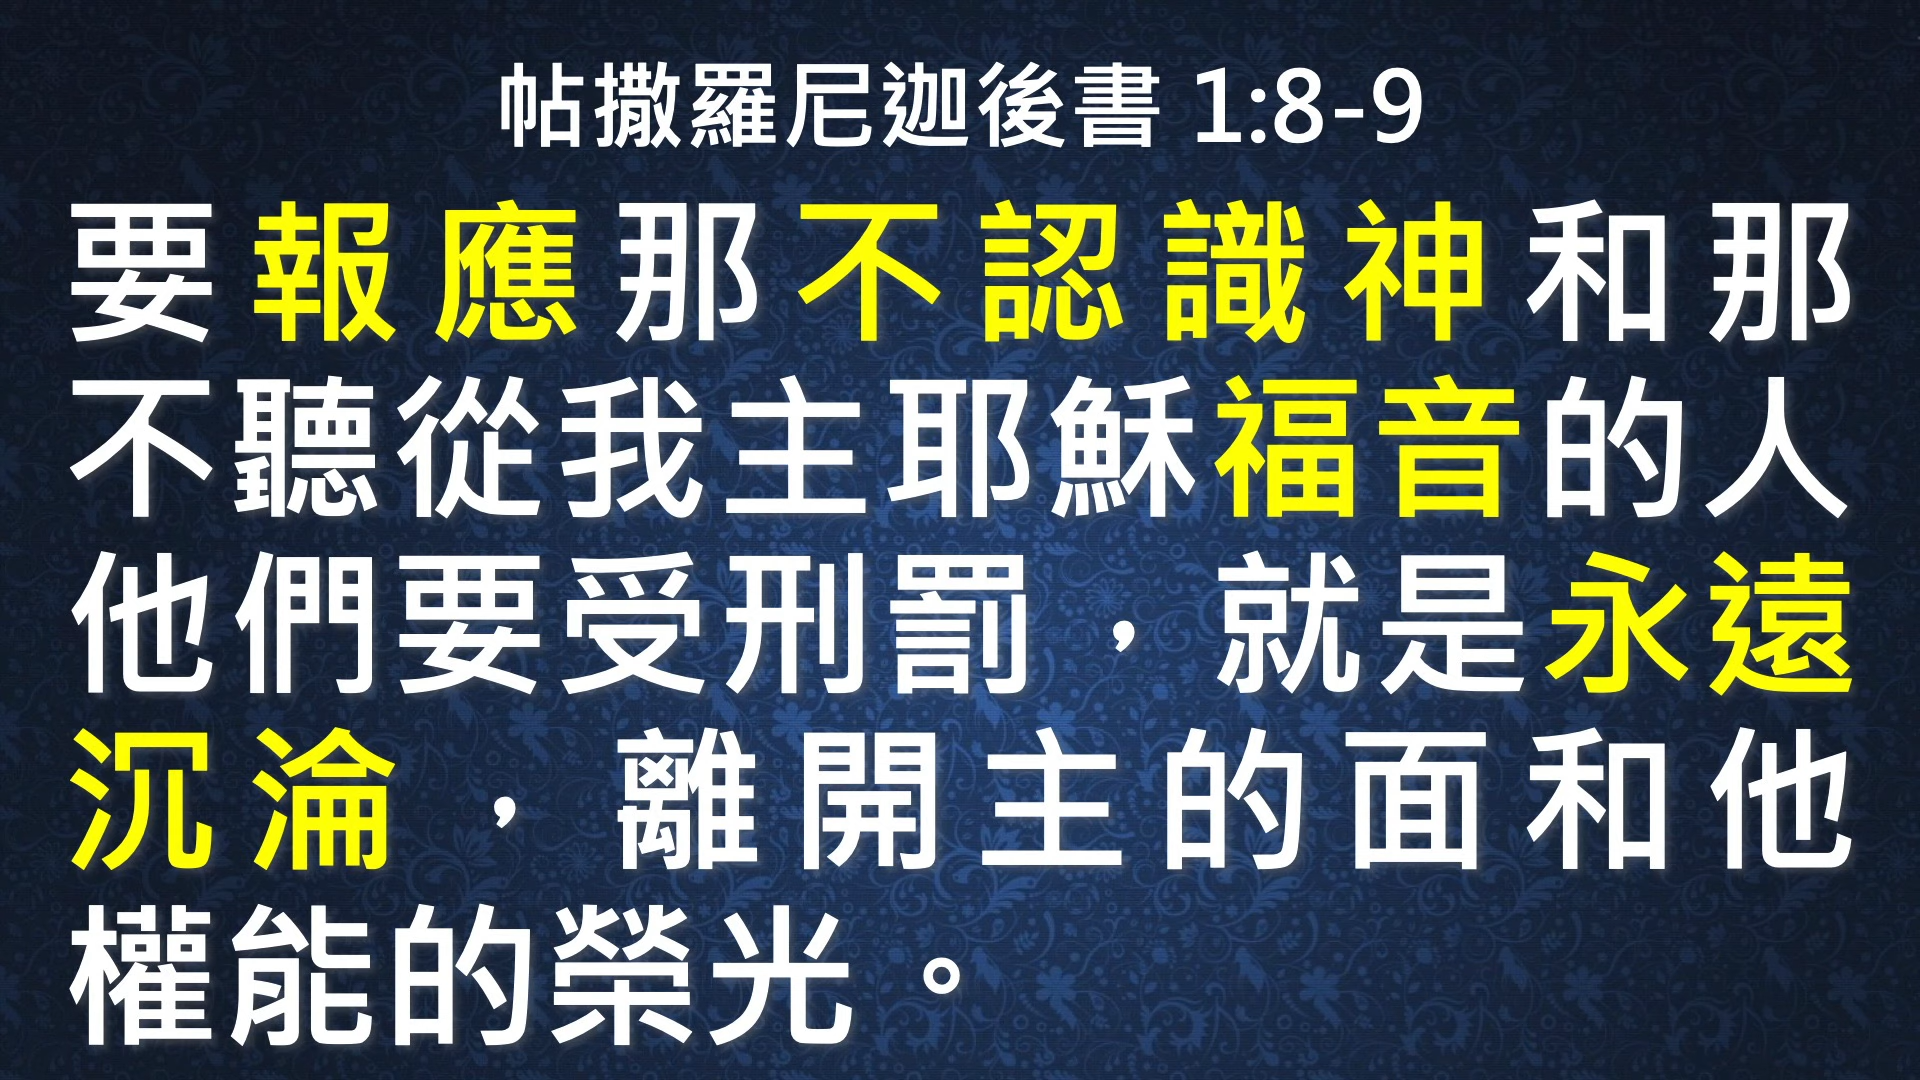 帖撒羅尼迦後書 1:8-9
要報應那不認識神和那
不聽從我主耶穌福音的人
他們要受刑罰，就是永遠
沉淪，離開主的面和他
權能的榮光。